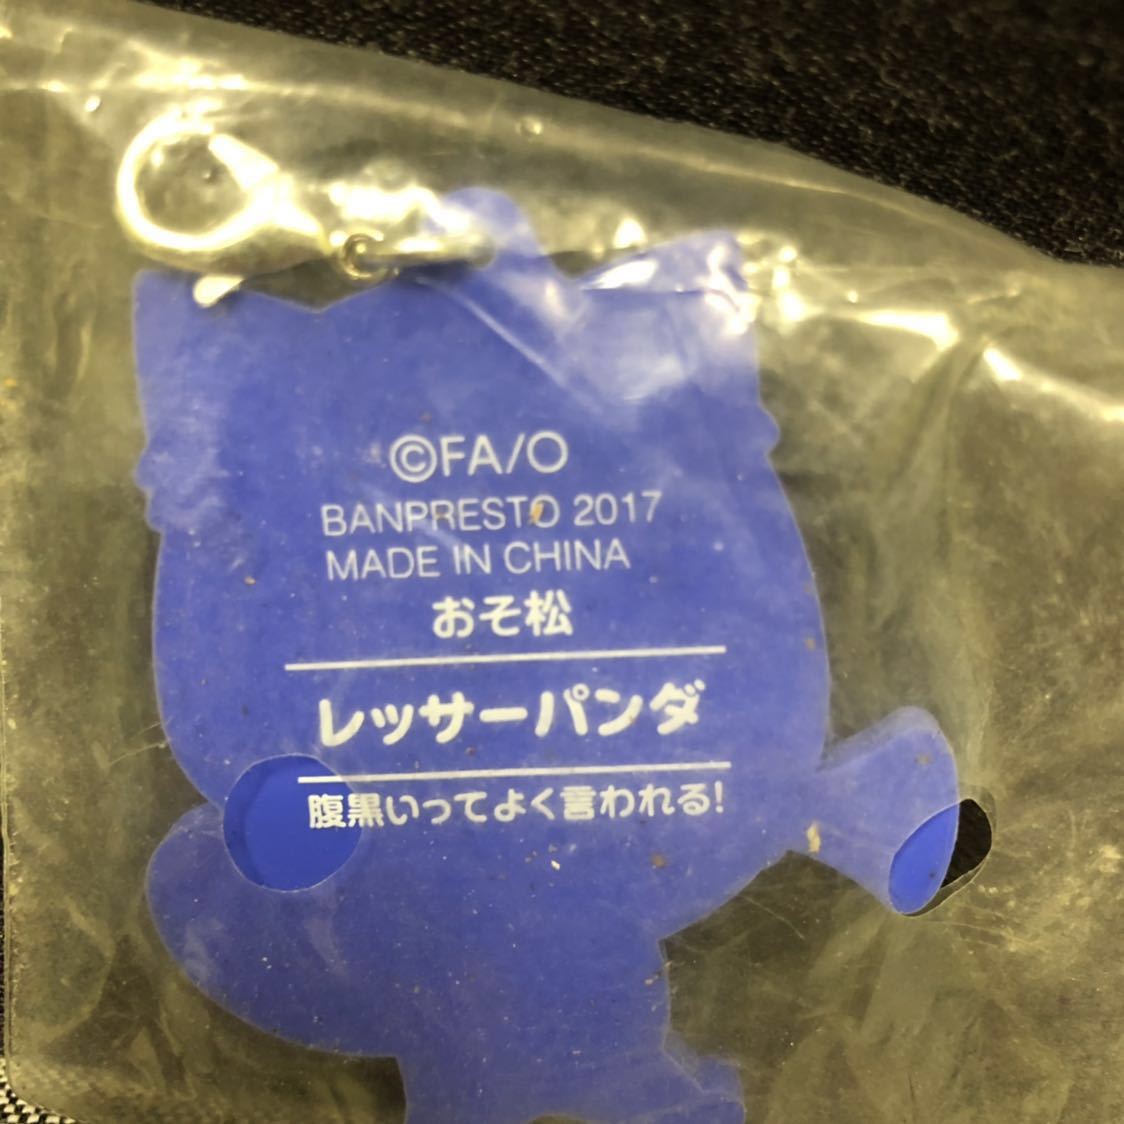 ©FA/O
BANPRESTO 2017
MADE IN CHINA
おそ松
レッサーパンダ
腹黒いってよく言われる!